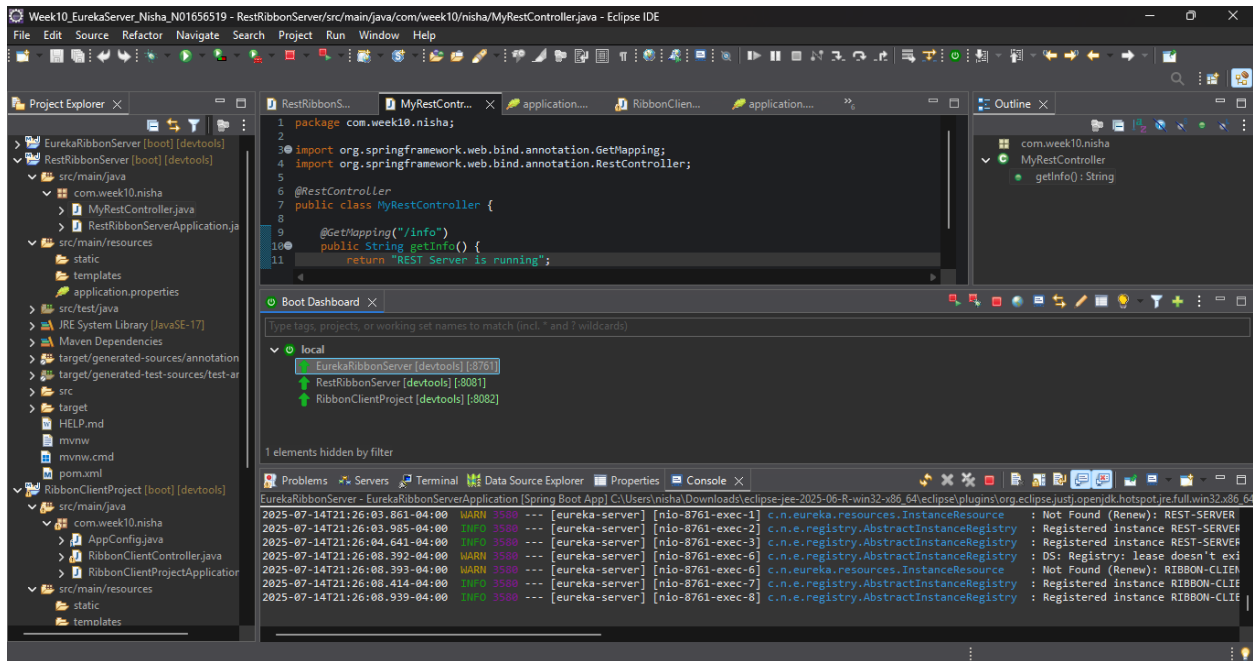 Week10_EurekaServer_Nisha_N01656519 - RestRibbonServer/src/main/java/com/week10/nisha/MyRestController.java - Eclipse IDE
File Edit Source Refactor Navigate Search Project Run Window Help
Project Explorer
EurekaRibbonServer [boot] [devtools]
RestRibbonServer [boot] [devtools]
src/main/java
com.week10.nisha
MyRestController.java
RestRibbonServerApplication.ja
src/main/resources
static
templates
application.properties
src/test/java
JRE System Library [JavaSE-17]
Maven Dependencies
target/generated-sources/annotation
target/generated-test-sources/test-ar
src
target
HELP.md
mvnw
mvnw.cmd
pom.xml
RibbonClientProject [boot] [devtools]
src/main/java
com.week10.nisha
AppConfig.java
RibbonClientController.java
RibbonClientProjectApplication
src/main/resources
static
templates
RestRibbonS... MyRestContr... application.... RibbonClien... application.... »6
1 package com.week10.nisha;
2
3 import org.springframework.web.bind.annotation.GetMapping;
4 import org.springframework.web.bind.annotation.RestController;
5
6 @RestController
7 public class MyRestController {
8
9 @GetMapping("/info")
10 public String getInfo() {
11 return "REST Server is running";
Outline
com.week10.nisha
MyRestController
getInfo() : String
Boot Dashboard
Type tags, projects, or working set names to match (incl. * and ? wildcards)
local
EurekaRibbonServer [devtools] [:8761]
RestRibbonServer [devtools] [:8081]
RibbonClientProject [devtools] [:8082]
1 elements hidden by filter
Problems Servers Terminal Data Source Explorer Properties Console
EurekaRibbonServer - EurekaRibbonServerApplication [Spring Boot App] C:\Users\nisha\Downloads\eclipse-jee-2025-06-R-win32-x86_64\eclipse\plugins\org.eclipse.justj.openjdk.hotspot.jre.full.win32.x86_64
2025-07-14T21:26:03.861-04:00 WARN 3580 --- [eureka-server] [nio-8761-exec-1] c.n.eureka.resources.InstanceResource : Not Found (Renew): REST-SERVER
2025-07-14T21:26:03.985-04:00 INFO 3580 --- [eureka-server] [nio-8761-exec-2] c.n.e.registry.AbstractInstanceRegistry : Registered instance REST-SERVER
2025-07-14T21:26:04.641-04:00 INFO 3580 --- [eureka-server] [nio-8761-exec-3] c.n.e.registry.AbstractInstanceRegistry : Registered instance REST-SERVER
2025-07-14T21:26:08.392-04:00 WARN 3580 --- [eureka-server] [nio-8761-exec-6] c.n.e.registry.AbstractInstanceRegistry : DS: Registry: lease doesn't exi
2025-07-14T21:26:08.393-04:00 WARN 3580 --- [eureka-server] [nio-8761-exec-6] c.n.eureka.resources.InstanceResource : Not Found (Renew): RIBBON-CLIEN
2025-07-14T21:26:08.414-04:00 INFO 3580 --- [eureka-server] [nio-8761-exec-7] c.n.e.registry.AbstractInstanceRegistry : Registered instance RIBBON-CLIE
2025-07-14T21:26:08.939-04:00 INFO 3580 --- [eureka-server] [nio-8761-exec-8] c.n.e.registry.AbstractInstanceRegistry : Registered instance RIBBON-CLIE